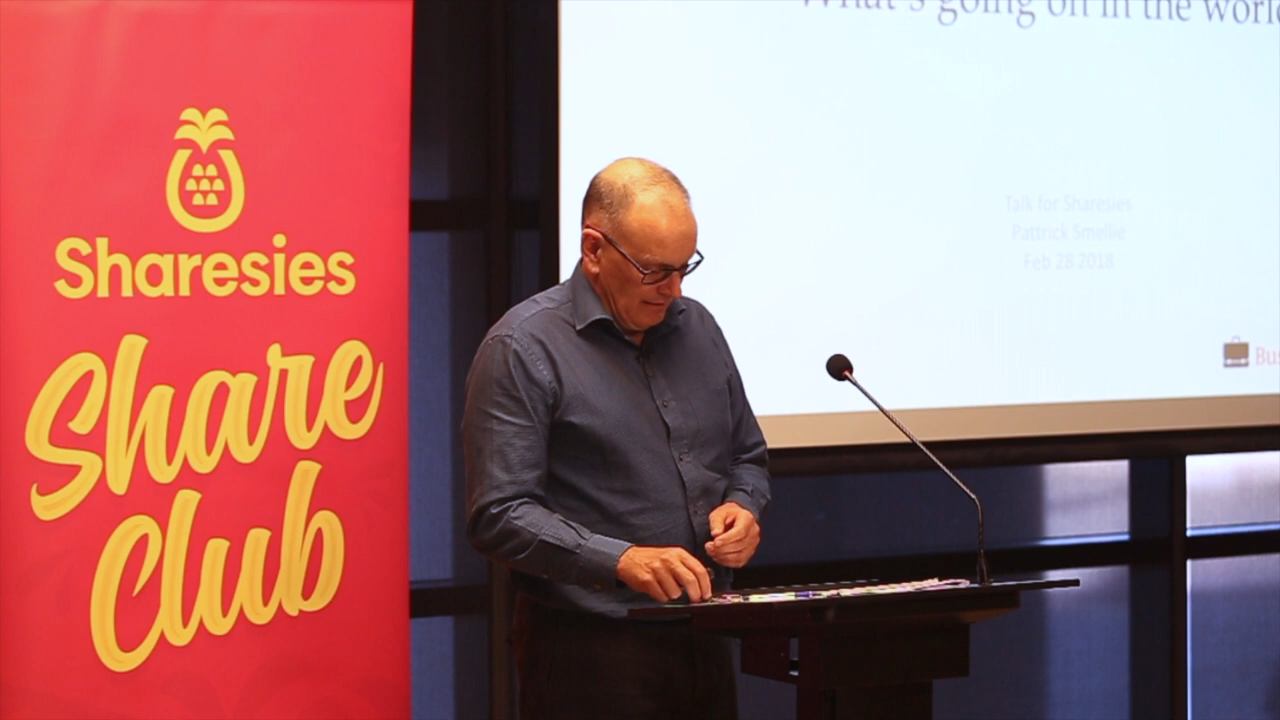 Sharesies
Share
Club
What's going on in the world
Talk for Sharesies
Pattrick Smellie
Feb 28 2018
Bus